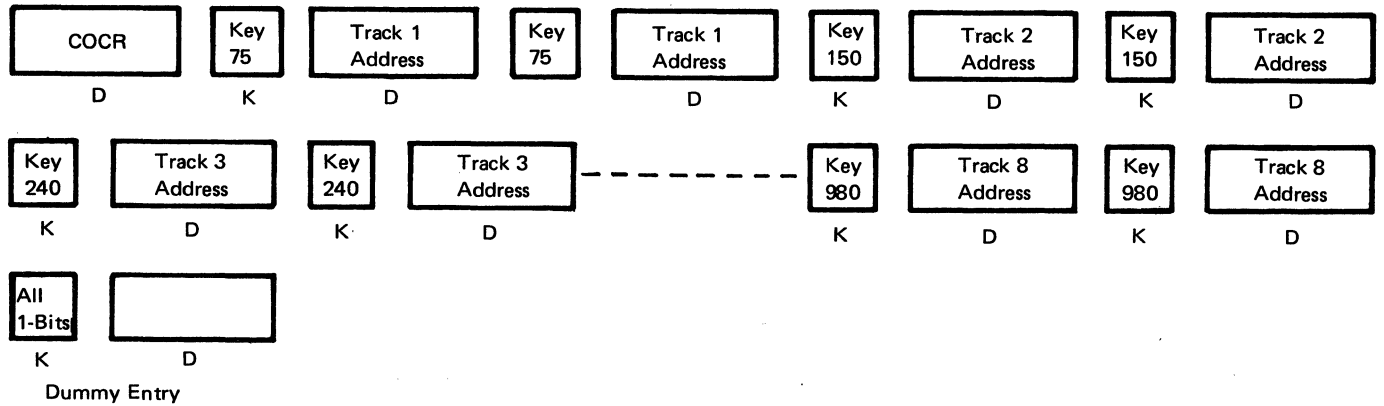 COCR Key 75 Track 1 Address Key 75 Track 1 Address Key 150 Track 2 Address Key 150 Track 2 Address
D K D D K D K D
Key 240 Track 3 Address Key 240 Track 3 Address Key 980 Track 8 Address Key 980 Track 8 Address
K D K D K D K D
All 1-Bits
K D
Dummy Entry